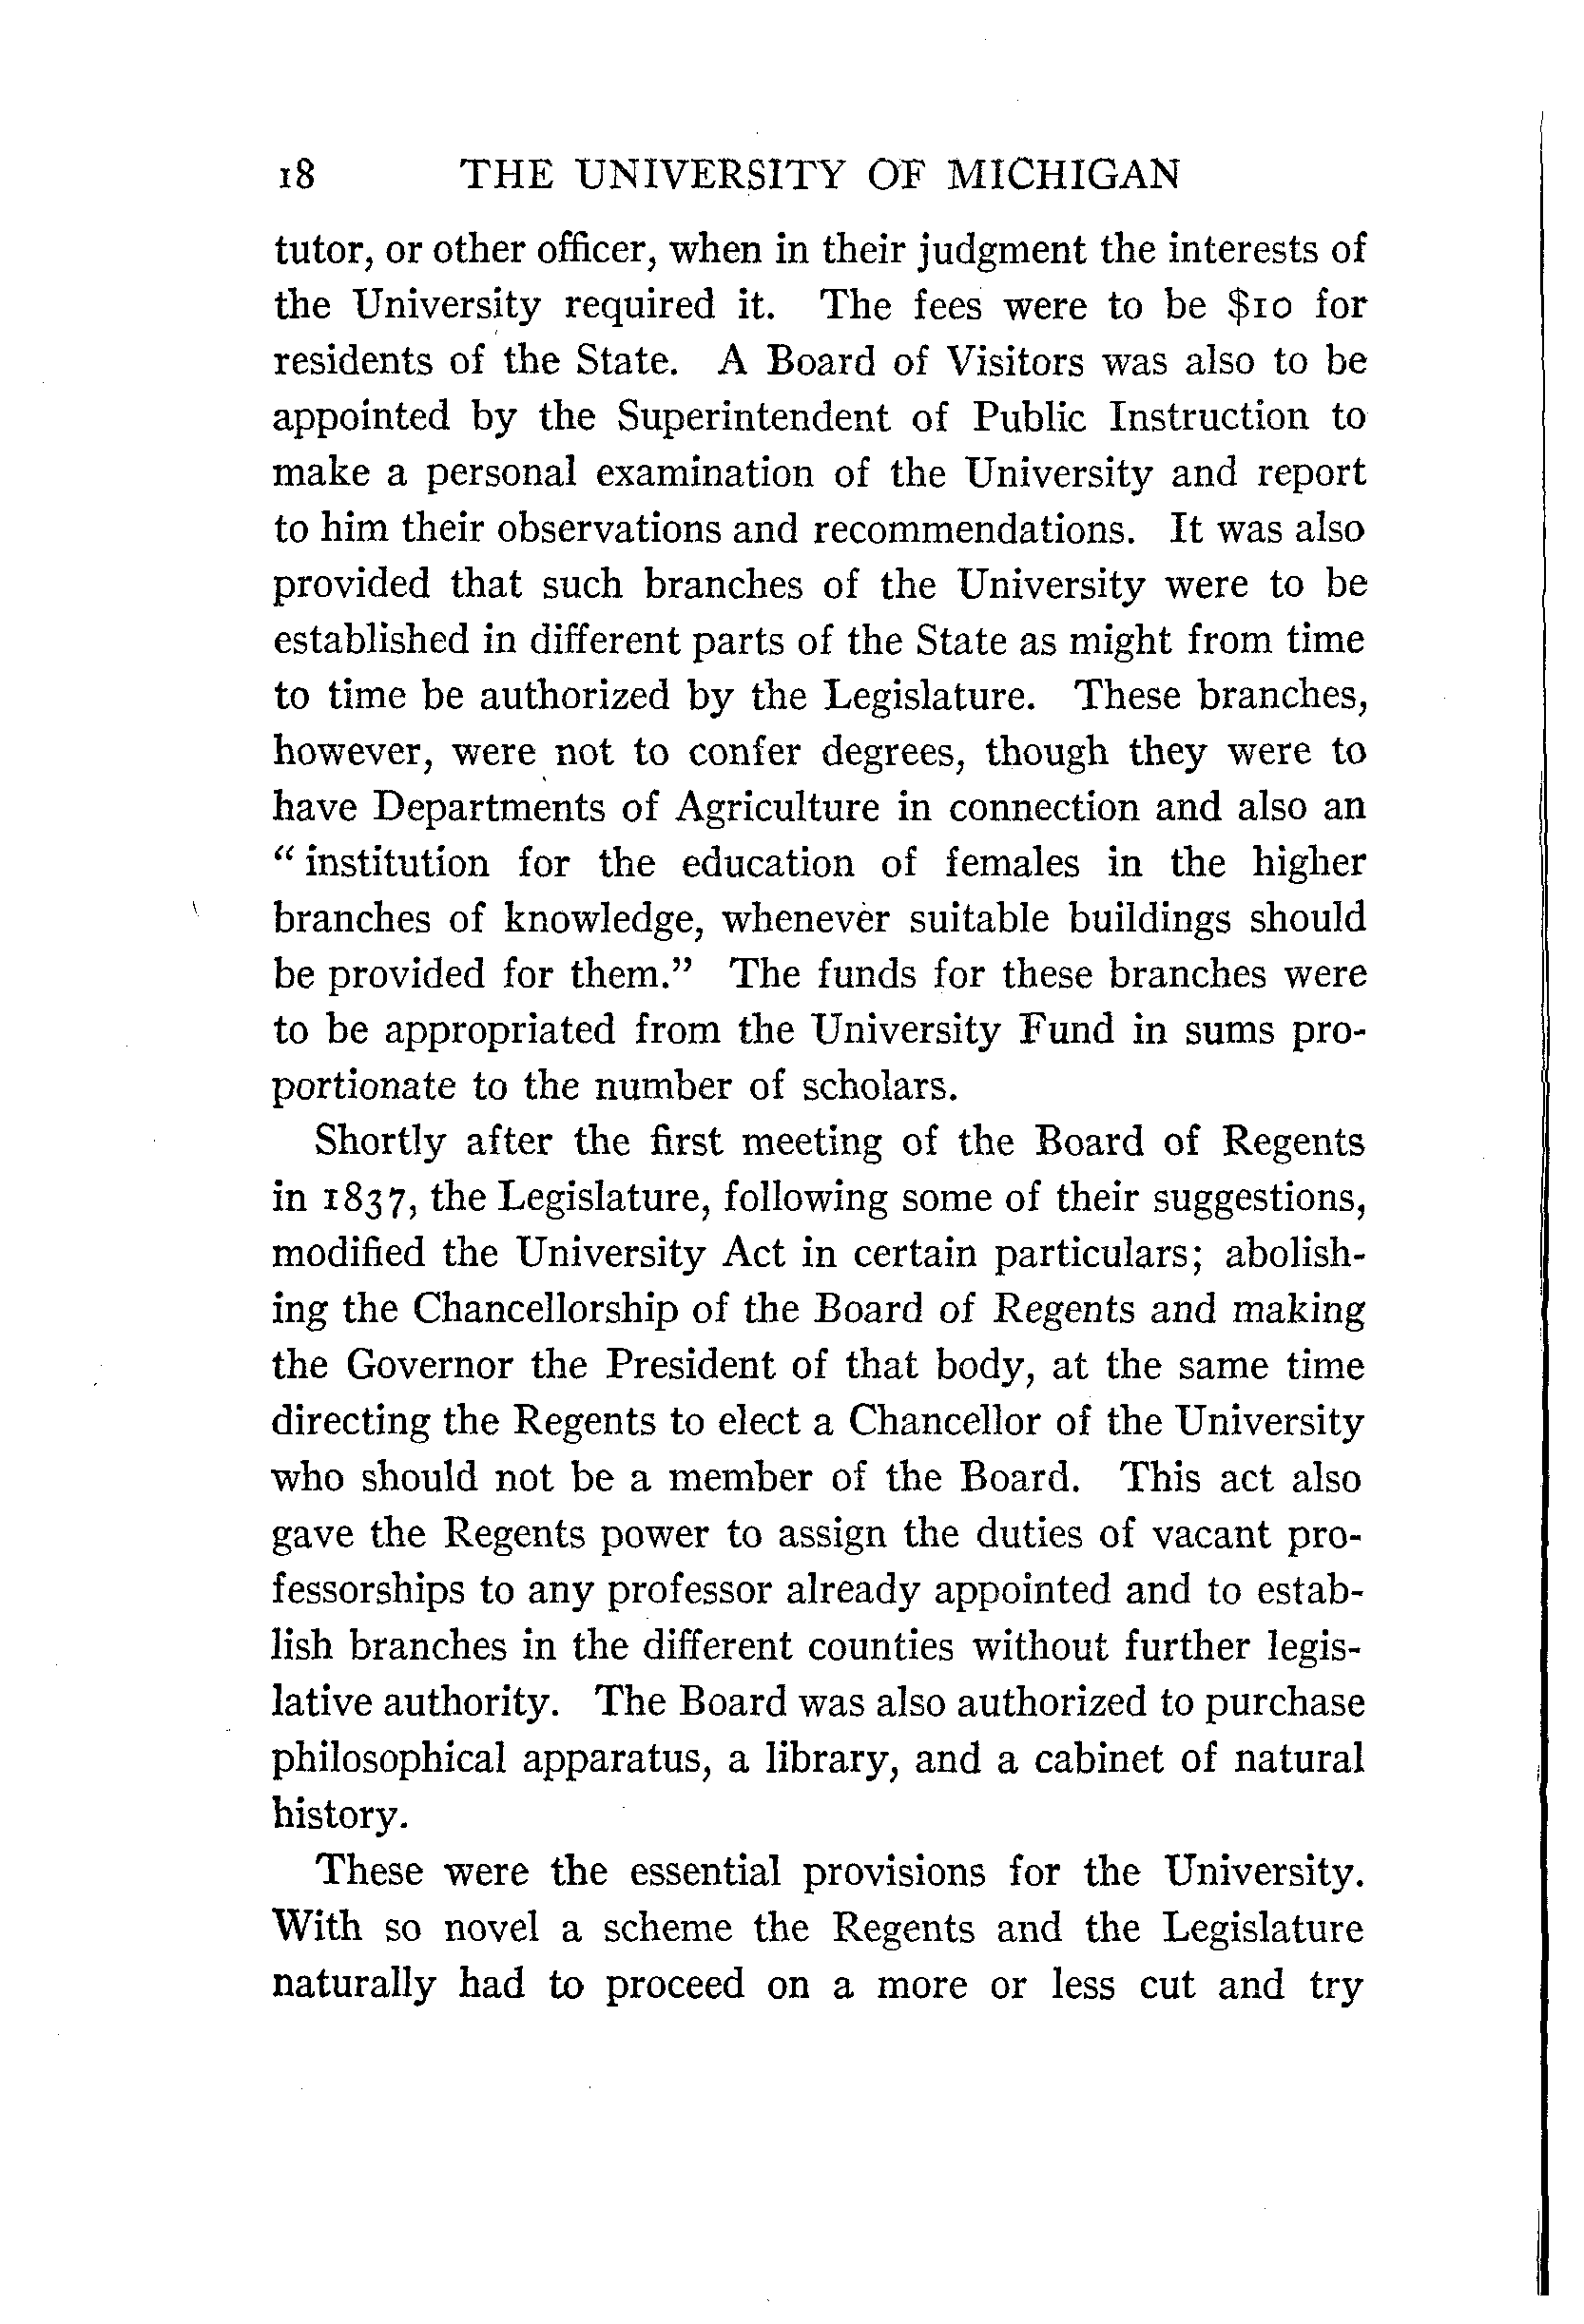 18 THE UNIVERSITY OF MICHIGAN
tutor, or other officer, when in their judgment the interests of
the University required it. The fees were to be $10 for
residents of the State. A Board of Visitors was also to be
appointed by the Superintendent of Public Instruction to
make a personal examination of the University and report
to him their observations and recommendations. It was also
provided that such branches of the University were to be
established in different parts of the State as might from time
to time be authorized by the Legislature. These branches,
however, were not to confer degrees, though they were to
have Departments of Agriculture in connection and also an
“ institution for the education of females in the higher
branches of knowledge, whenever suitable buildings should
be provided for them.” The funds for these branches were
to be appropriated from the University Fund in sums pro-
portionate to the number of scholars.
Shortly after the first meeting of the Board of Regents
in 1837, the Legislature, following some of their suggestions,
modified the University Act in certain particulars; abolish-
ing the Chancellorship of the Board of Regents and making
the Governor the President of that body, at the same time
directing the Regents to elect a Chancellor of the University
who should not be a member of the Board. This act also
gave the Regents power to assign the duties of vacant pro-
fessorships to any professor already appointed and to estab-
lish branches in the different counties without further legis-
lative authority. The Board was also authorized to purchase
philosophical apparatus, a library, and a cabinet of natural
history.
These were the essential provisions for the University.
With so novel a scheme the Regents and the Legislature
naturally had to proceed on a more or less cut and try